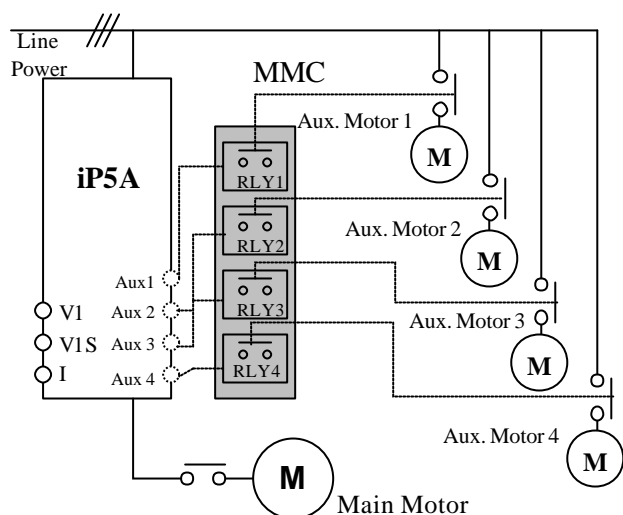 Line
Power
MMC
Aux. Motor 1
M
iP5A
RLY1
Aux. Motor 2
M
RLY2
Aux1
V1
Aux 2
RLY3
Aux. Motor 3
M
V1S
Aux 3
I
Aux 4
RLY4
Aux. Motor 4
M
M
Main Motor